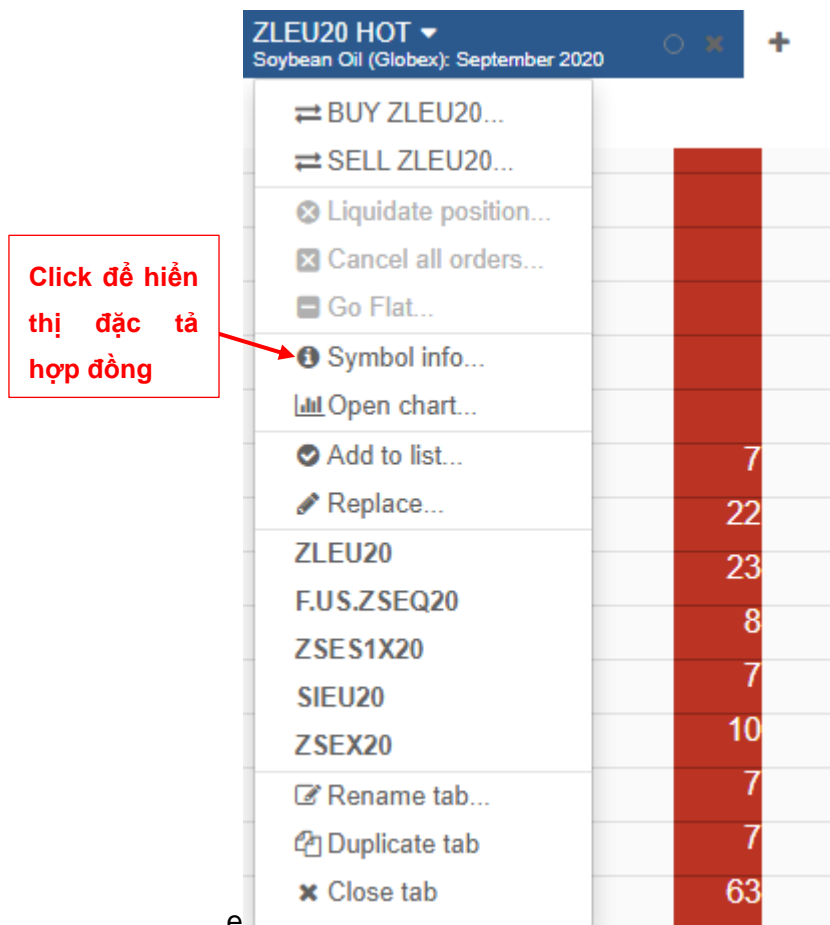 ZLEU20 HOT
Soybean Oil (Globex): September 2020
BUY ZLEU20...
SELL ZLEU20...
Liquidate position...
Cancel all orders...
Go Flat...
Click để hiển
thị đặc tả
hợp đồng
Symbol info...
Open chart...
Add to list...
7
Replace...
22
ZLEU20
23
F.US.ZSEQ20
8
ZSES1X20
7
SIEU20
10
ZSEX20
7
Rename tab...
7
Duplicate tab
63
Close tab
e